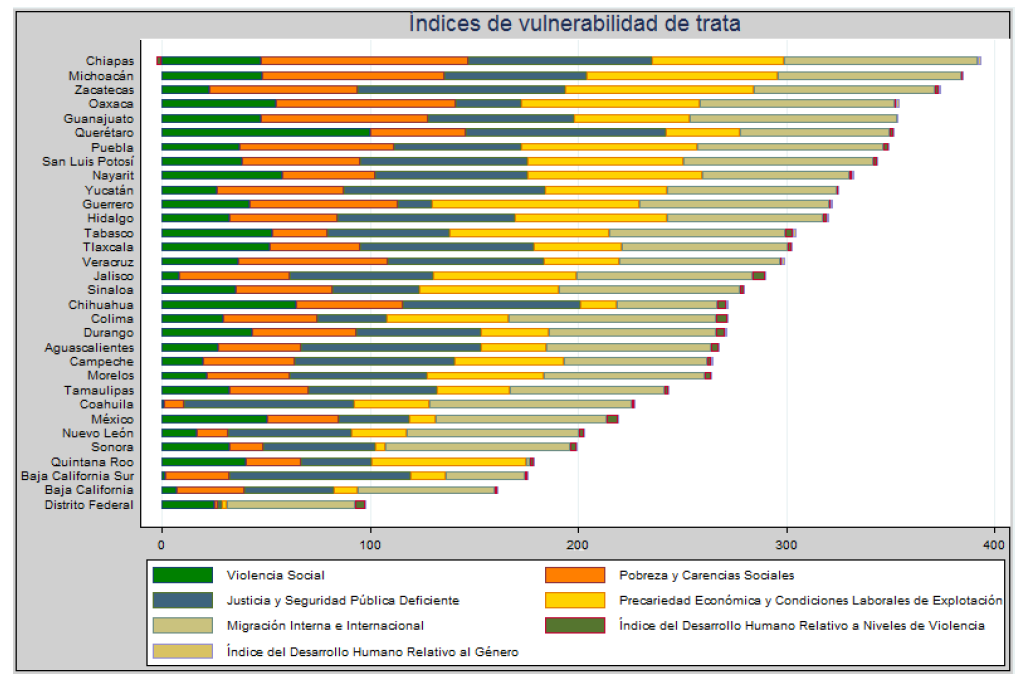 Índices de vulnerabilidad de trata
Chiapas
Michoacán
Zacatecas
Oaxaca
Guanajuato
Querétaro
Puebla
San Luis Potosí
Nayarit
Yucatán
Guerrero
Hidalgo
Tabasco
Tlaxcala
Veracruz
Jalisco
Sinaloa
Chihuahua
Colima
Durango
Aguascalientes
Campeche
Morelos
Tamaulipas
Coahuila
México
Nuevo León
Sonora
Quintana Roo
Baja California Sur
Baja California
Distrito Federal
0 100 200 300 400
Violencia Social
Pobreza y Carencias Sociales
Justicia y Seguridad Pública Deficiente
Precariedad Económica y Condiciones Laborales de Explotación
Migración Interna e Internacional
Índice del Desarrollo Humano Relativo a Niveles de Violencia
Índice del Desarrollo Humano Relativo al Género